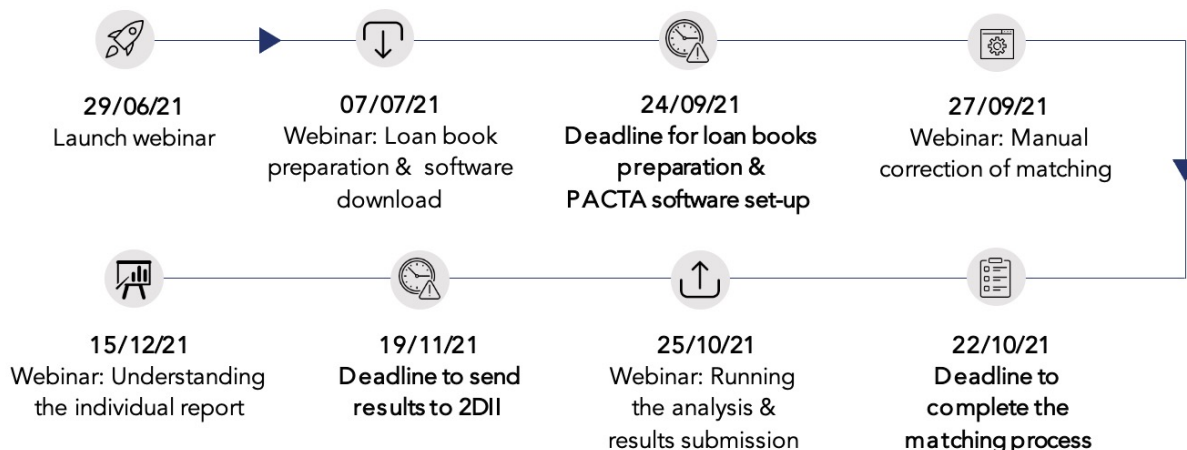 29/06/21
Launch webinar
07/07/21
Webinar: Loan book
preparation & software
download
24/09/21
Deadline for loan books
preparation &
PACTA software set-up
27/09/21
Webinar: Manual
correction of matching
22/10/21
Deadline to
complete the
matching process
25/10/21
Webinar: Running
the analysis &
results submission
19/11/21
Deadline to send
results to 2DII
15/12/21
Webinar: Understanding
the individual report